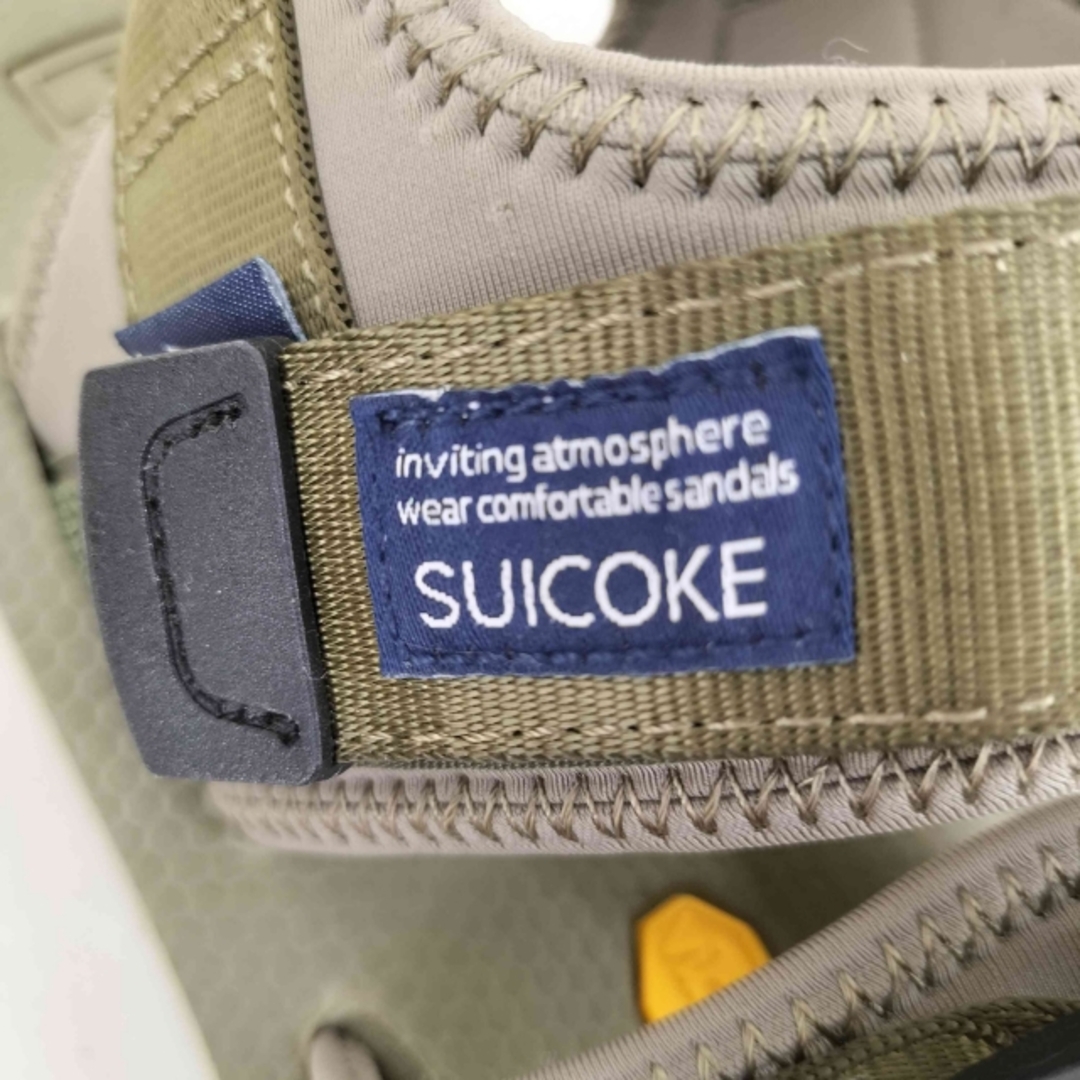 inviting atmosphere
wear comfortable sandals
SUICOKE